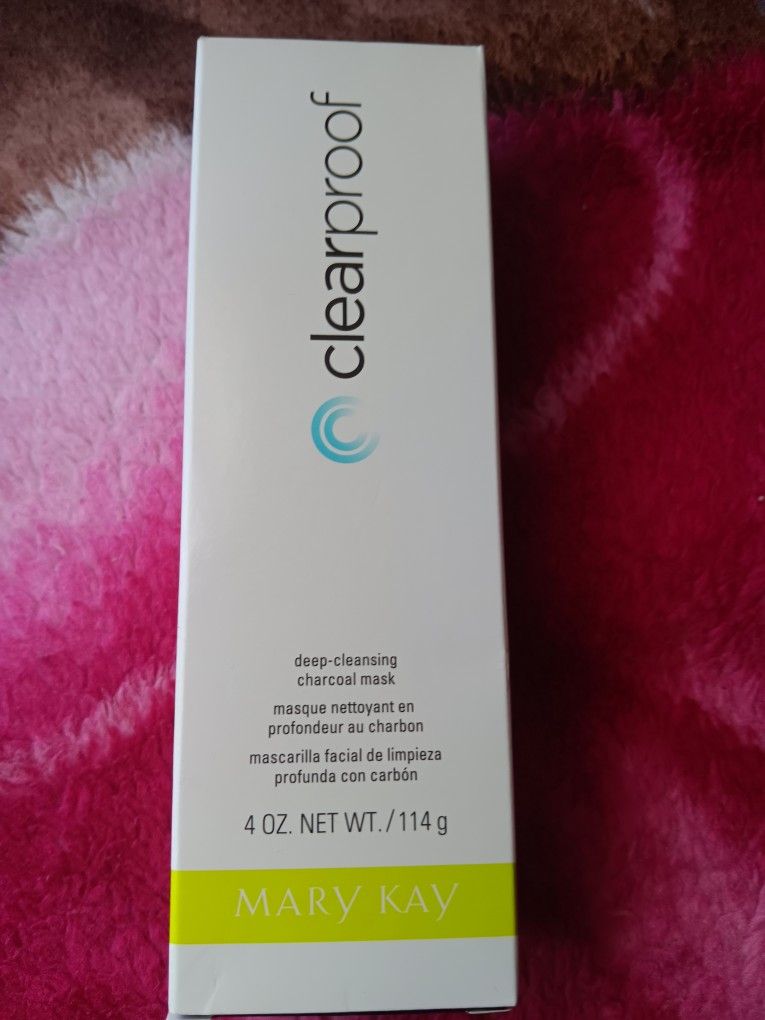 clearproof
deep-cleansing
charcoal mask
masque nettoyant en
profondeur au charbon
mascarilla facial de limpieza
profunda con carbón
4 OZ. NET WT./114 g
MARY KAY